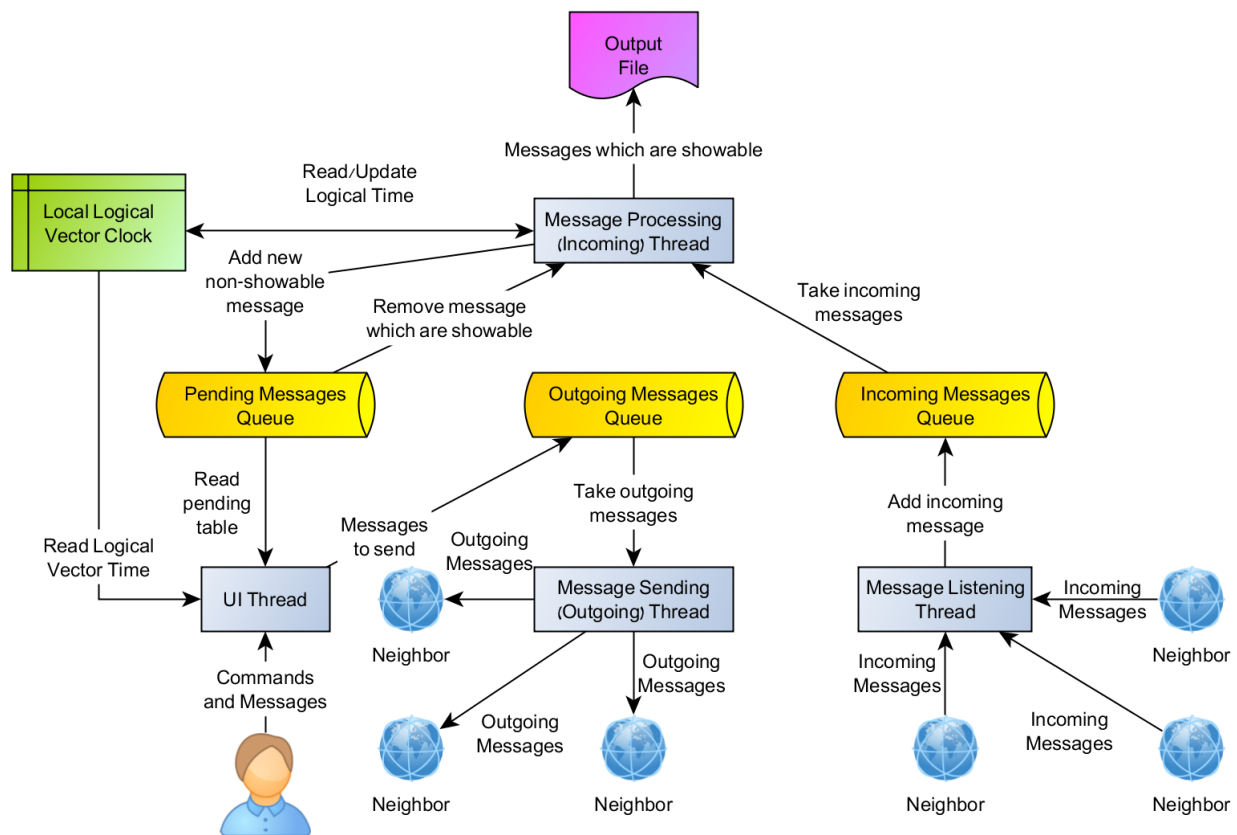 Output
File
Messages which are showable
Read/Update
Logical Time
Local Logical
Vector Clock
Message Processing
(Incoming) Thread
Add new
non-showable
message
Remove message
which are showable
Take incoming
messages
Pending Messages
Queue
Outgoing Messages
Queue
Incoming Messages
Queue
Read
pending
table
Take outgoing
messages
Add incoming
message
Messages
to send
Read Logical
Vector Time
Outgoing
Messages
UI Thread
Message Sending
(Outgoing) Thread
Message Listening
Thread
Incoming
Messages
Neighbor
Neighbor
Commands
and Messages
Outgoing
Messages
Incoming
Messages
Outgoing
Messages
Incoming
Messages
Neighbor
Neighbor
Neighbor
Neighbor